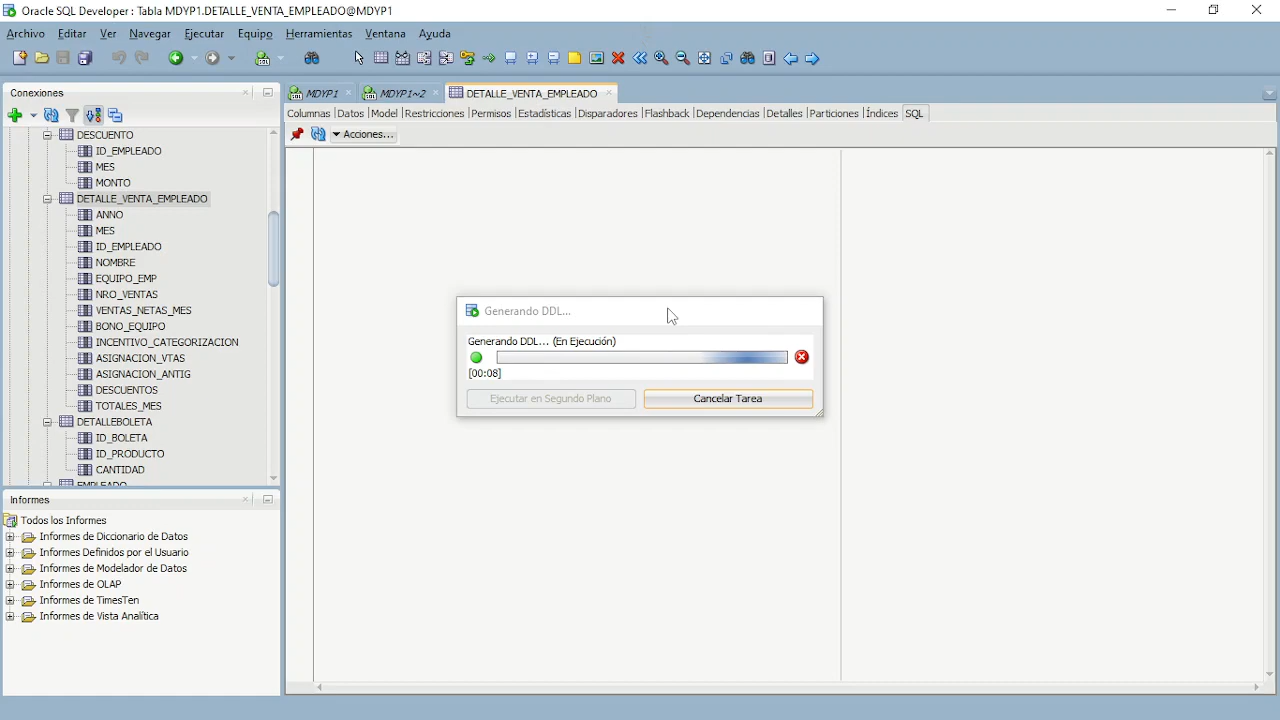 Oracle SQL Developer : Tabla MDYP1.DETALLE_VENTA_EMPLEADO@MDYP1
Archivo Editar Ver Navegar Ejecutar Equipo Herramientas Ventana Ayuda
Conexiones
DESCUENTO
ID_EMPLEADO
MES
MONTO
DETALLE_VENTA_EMPLEADO
ANNO
MES
ID_EMPLEADO
NOMBRE
EQUIPO_EMP
NRO_VENTAS
VENTAS_NETAS_MES
BONO_EQUIPO
INCENTIVO_CATEGORIZACION
ASIGNACION_VTAS
ASIGNACION_ANTIG
DESCUENTOS
TOTALES_MES
DETALLEBOLETA
ID_BOLETA
ID_PRODUCTO
CANTIDAD
EMPLEADO
Informes
Todos los Informes
Informes de Diccionario de Datos
Informes Definidos por el Usuario
Informes de Modelador de Datos
Informes de OLAP
Informes de TimesTen
Informes de Vista Analítica
MDYP1 MDYP1~2 DETALLE_VENTA_EMPLEADO
Columnas Datos Model Restricciones Permisos Estadísticas Disparadores Flashback Dependencias Detalles Particiones Índices SQL
Acciones...
Generando DDL...
Generando DDL... (En Ejecución)
[00:08]
Ejecutar en Segundo Plano Cancelar Tarea